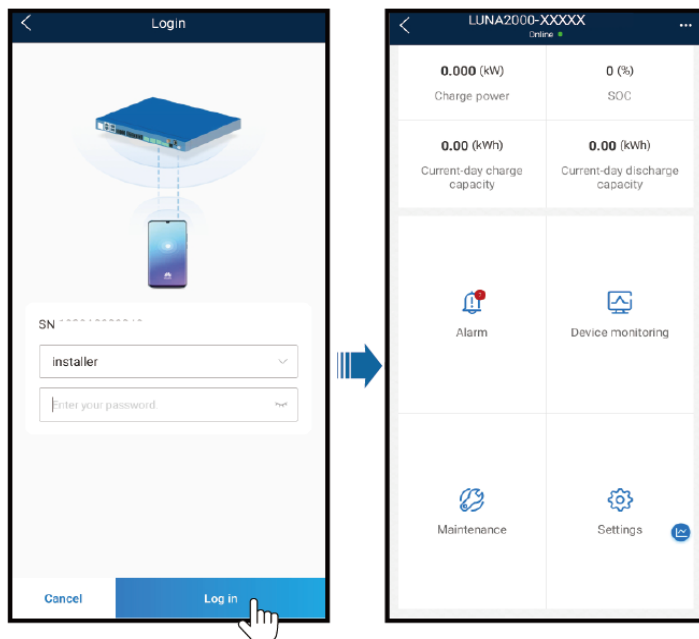 Login
SN
installer
Enter your password.
Cancel
Log in
LUNA2000-XXXXX
Online
...
0.000 (kW)
0 (%)
Charge power
SOC
0.00 (kWh)
0.00 (kWh)
Current-day charge
capacity
Current-day discharge
capacity
Alarm
Device monitoring
Maintenance
Settings